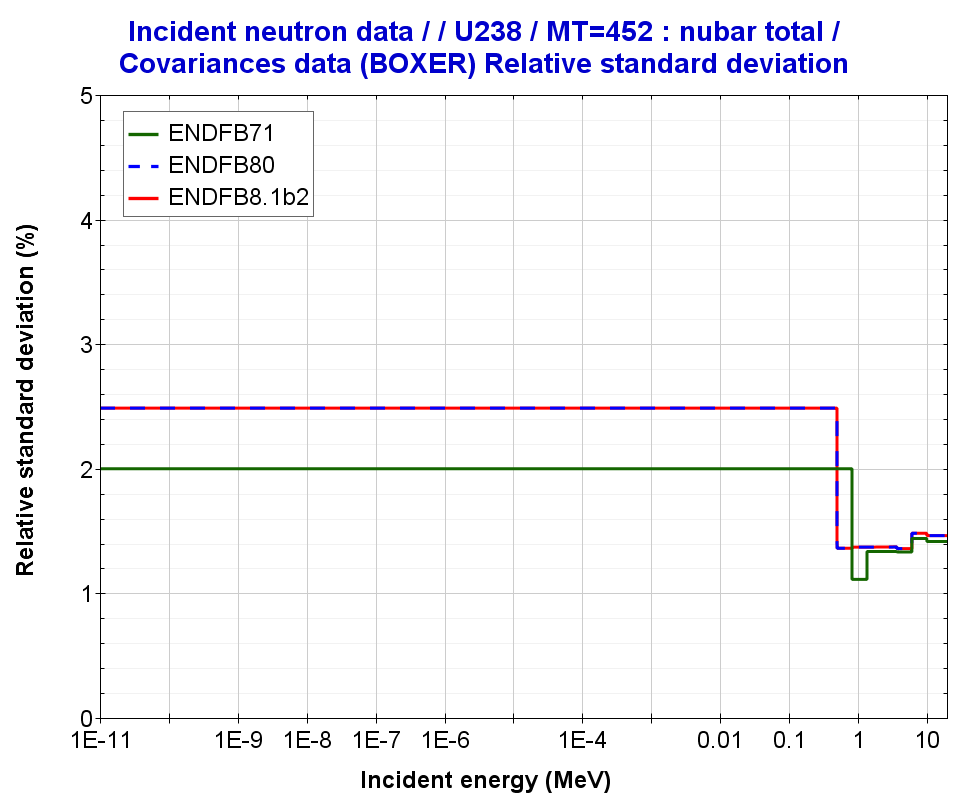 Incident neutron data / / U238 / MT=452 : nubar total /
Covariances data (BOXER) Relative standard deviation
5
ENDFB71
ENDFB80
ENDFB8.1b2
4
3
2
1
0
Relative standard deviation (%)
1E-11 1E-9 1E-8 1E-7 1E-6 1E-4 0.01 0.1 1 10
Incident energy (MeV)